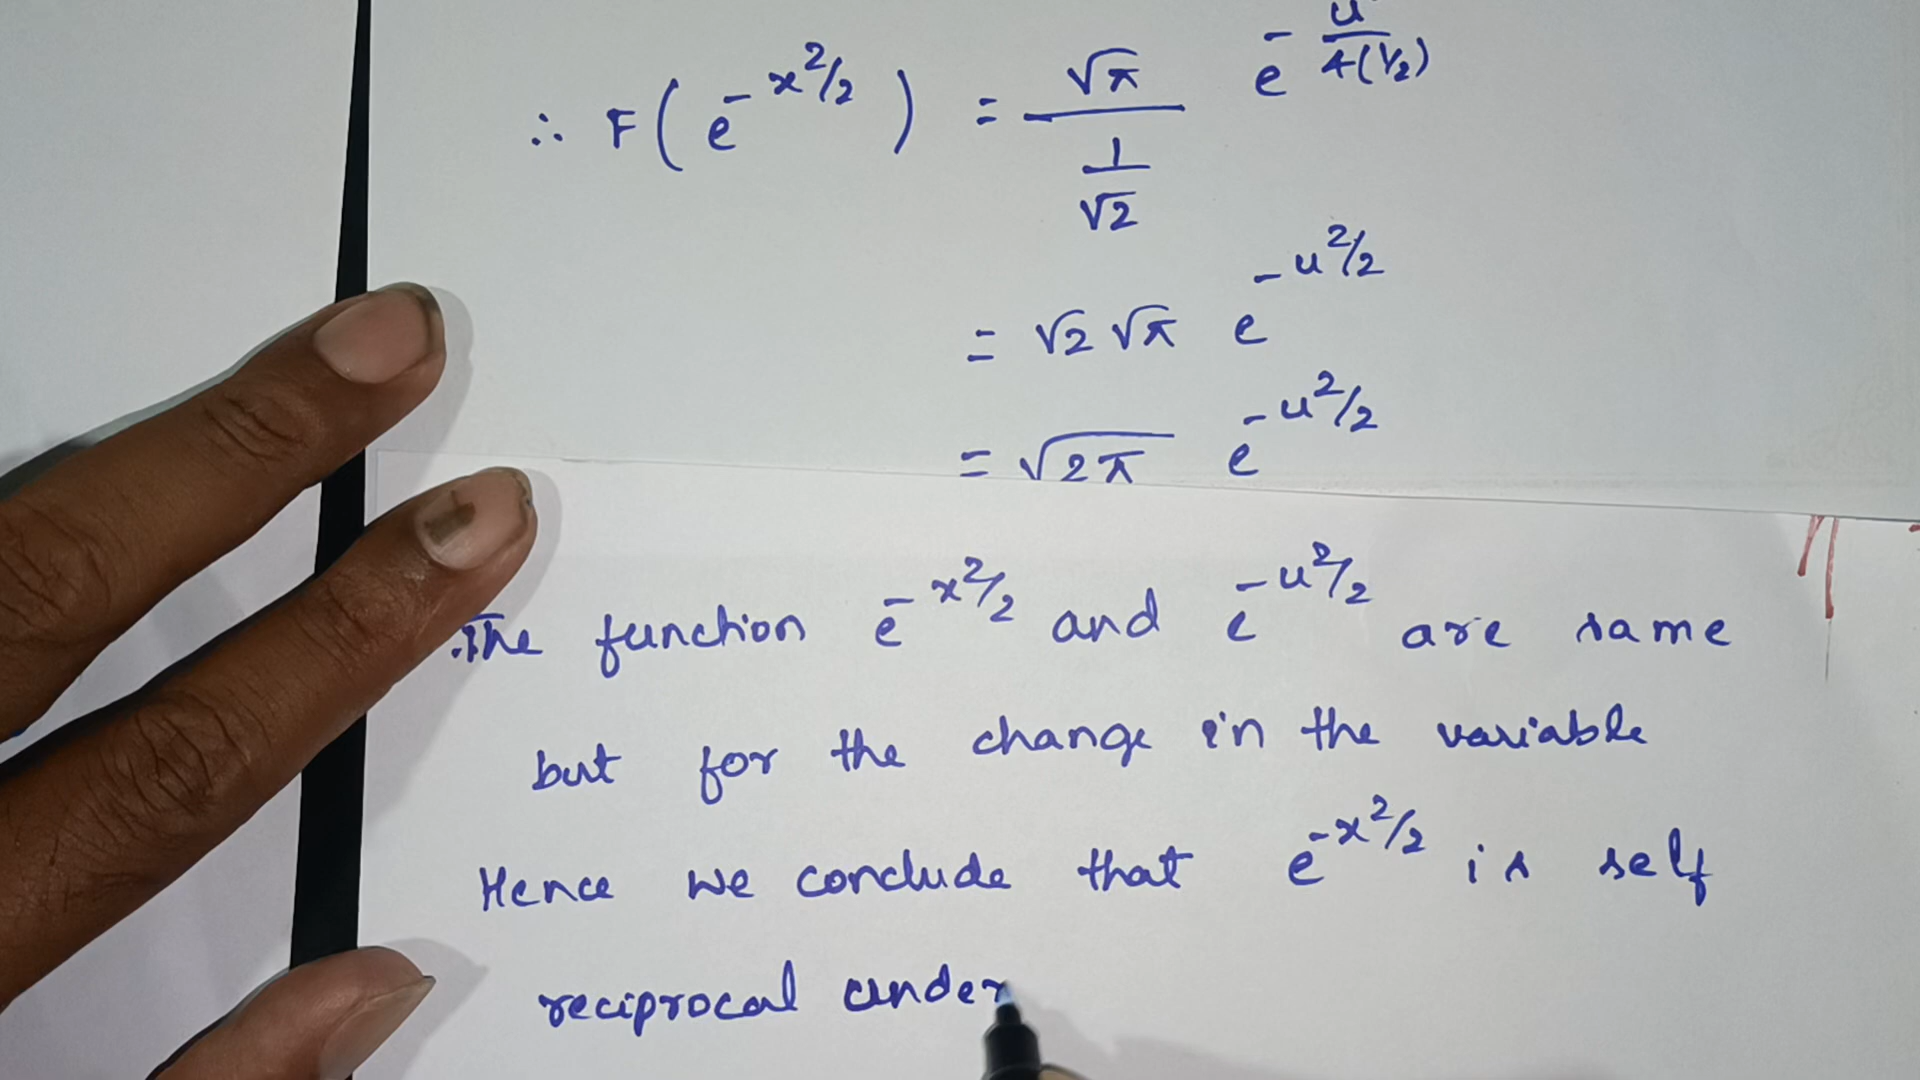 ∴ F(e^{-x²/2}) = √π / (1/√2) e^{-u²/4(1/2)}
= √2 √π e^{-u²/2}
= √2π e^{-u²/2}
.The function e^{-x²/2} and e^{-u²/2} are same
but for the change in the variable
Hence we conclude that e^{-x²/2} is self
reciprocal under